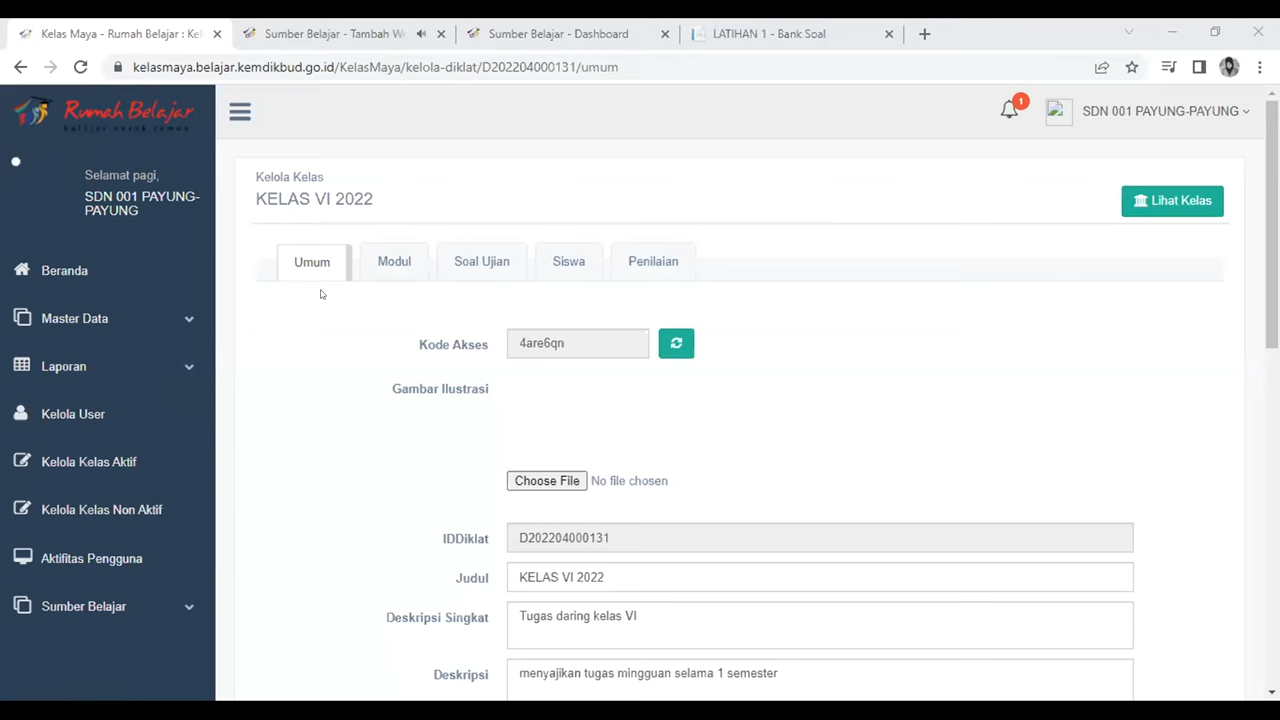 Kelas Maya - Rumah Belajar : Kel
Sumber Belajar - Tambah W
Sumber Belajar - Dashboard
LATIHAN 1 - Bank Soal
kelasmaya.belajar.kemdikbud.go.id/KelasMaya/kelola-diklat/D202204000131/umum
Rumah Belajar
belajar untuk semua
1
SDN 001 PAYUNG-PAYUNG
Selamat pagi,
SDN 001 PAYUNG-
PAYUNG
Beranda
Master Data
Laporan
Kelola User
Kelola Kelas Aktif
Kelola Kelas Non Aktif
Aktifitas Pengguna
Sumber Belajar
Kelola Kelas
KELAS VI 2022
Lihat Kelas
Umum
Modul
Soal Ujian
Siswa
Penilaian
Kode Akses
4are6qn
Gambar Ilustrasi
Choose File No file chosen
IDDiklat
D202204000131
Judul
KELAS VI 2022
Deskripsi Singkat
Tugas daring kelas VI
Deskripsi
menyajikan tugas mingguan selama 1 semester